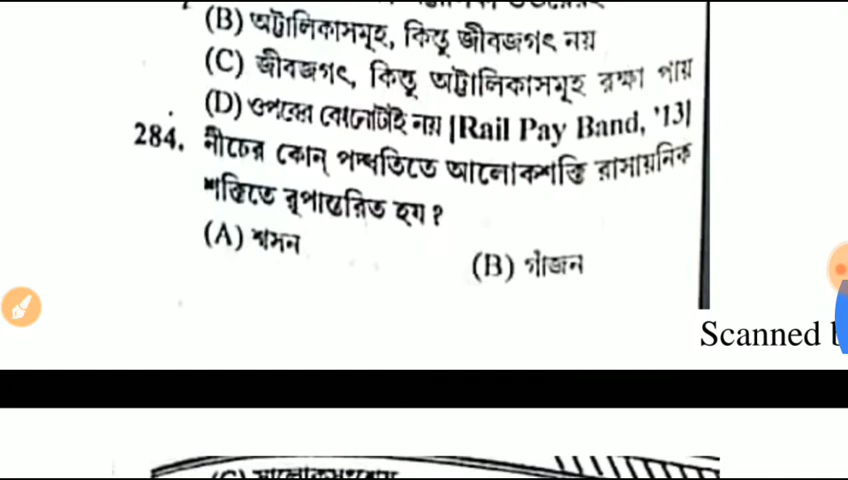 (B) অট্টালিকাসমূহ, কিন্তু জীবজগৎ নয়
(C) জীবজগৎ, কিন্তু অট্টালিকাসমূহ রক্ষা পায়
(D) ওপরের কোনোটাই নয় [Rail Pay Band, '13]
284. নীচের কোন্ পদ্ধতিতে আলোকশক্তি রাসায়নিক
শক্তিতে রূপান্তরিত হয়?
(A) শ্বসন
(B) গাঁজন
Scanned
(C) সালোকসংশ্লেষ